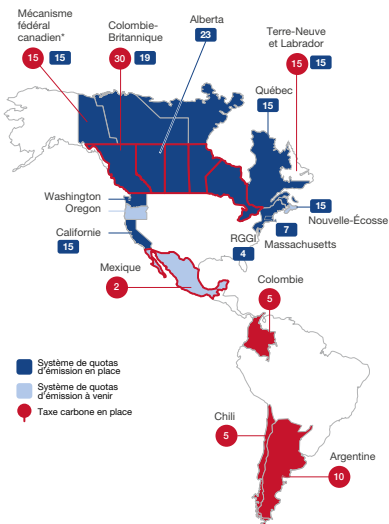 Mécanisme
fédéral
canadien*
15 15
Colombie-
Britannique
30 19
Alberta
23
Terre-Neuve
et Labrador
15 15
Québec
15
Washington
Oregon
Californie
15
15
Nouvelle-Écosse
7
Massachusetts
RGGI
4
Mexique
2
Colombie
5
Système de quotas
d'émission en place
Système de quotas
d'émission à venir
Taxe carbone en place
Chili
5
Argentine
10